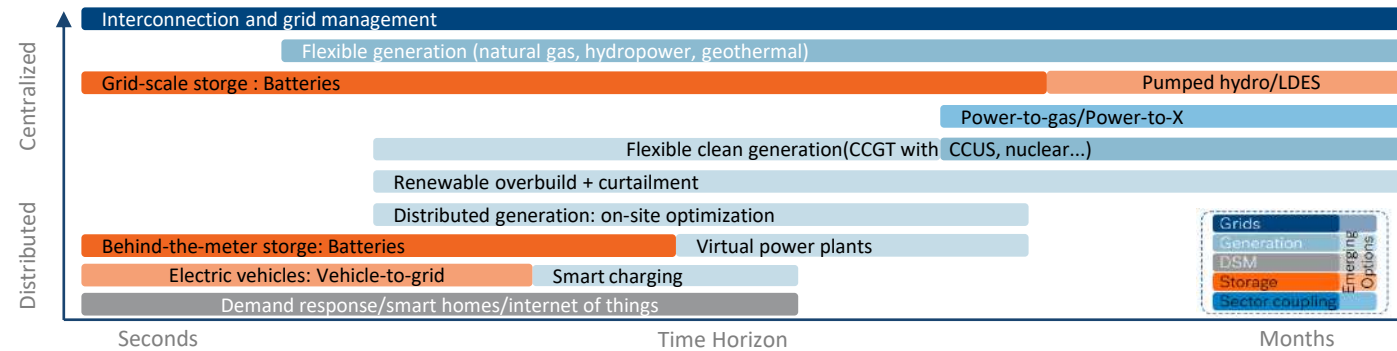 Interconnection and grid management
Flexible generation (natural gas, hydropower, geothermal)
Grid-scale storge : Batteries
Pumped hydro/LDES
Power-to-gas/Power-to-X
Flexible clean generation(CCGT with CCUS, nuclear...)
Renewable overbuild + curtailment
Distributed generation: on-site optimization
Behind-the-meter storge: Batteries
Virtual power plants
Electric vehicles: Vehicle-to-grid
Smart charging
Demand response/smart homes/internet of things
Centralized
Distributed
Seconds
Time Horizon
Months
Grids
Generation
DSM
Storage
Sector coupling
Emerging
Options